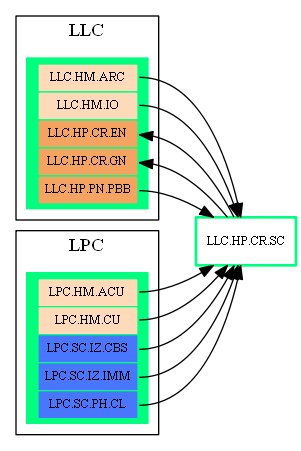 LLC
LLC.HM.ARC
LLC.HM.IO
LLC.HP.CR.EN
LLC.HP.CR.GN
LLC.HP.PN.PBB
LLC.HP.CR.SC
LPC
LPC.HM.ACU
LPC.HM.CU
LPC.SC.IZ.CBS
LPC.SC.IZ.IMM
LPC.SC.PH.CL